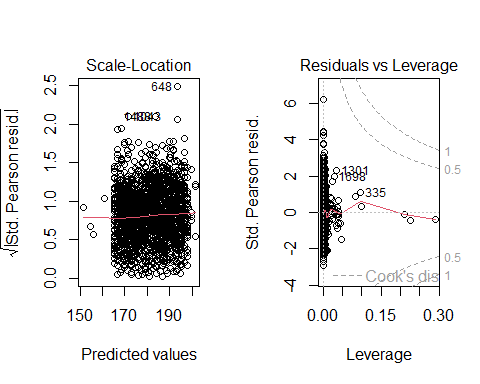 Scale-Location
√|Std. Pearson resid.|
0.0 0.5 1.0 1.5 2.0 2.5
648
150 170 190
Predicted values
Residuals vs Leverage
Std. Pearson resid.
-4 -2 0 2 4 6
1301
1698
335
1
0.5
0.5
1
Cook's dis
0.00 0.15 0.30
Leverage